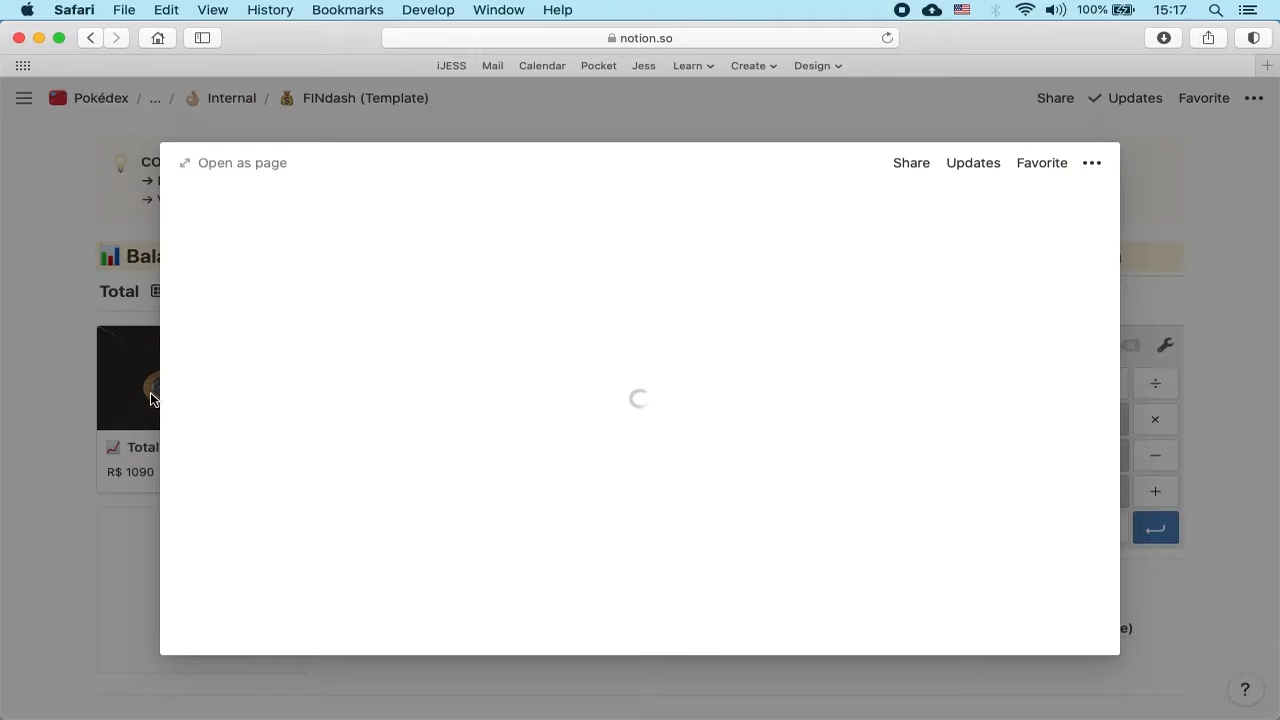 Safari File Edit View History Bookmarks Develop Window Help 100% 15:17
notion.so
iJESS Mail Calendar Pocket Jess Learn Create Design
Pokédex / ... / Internal / FINdash (Template) Share Updates Favorite
Open as page Share Updates Favorite
CO
→
→
Bala
Total
÷
×
−
+
Total
R$ 1090
e)
?